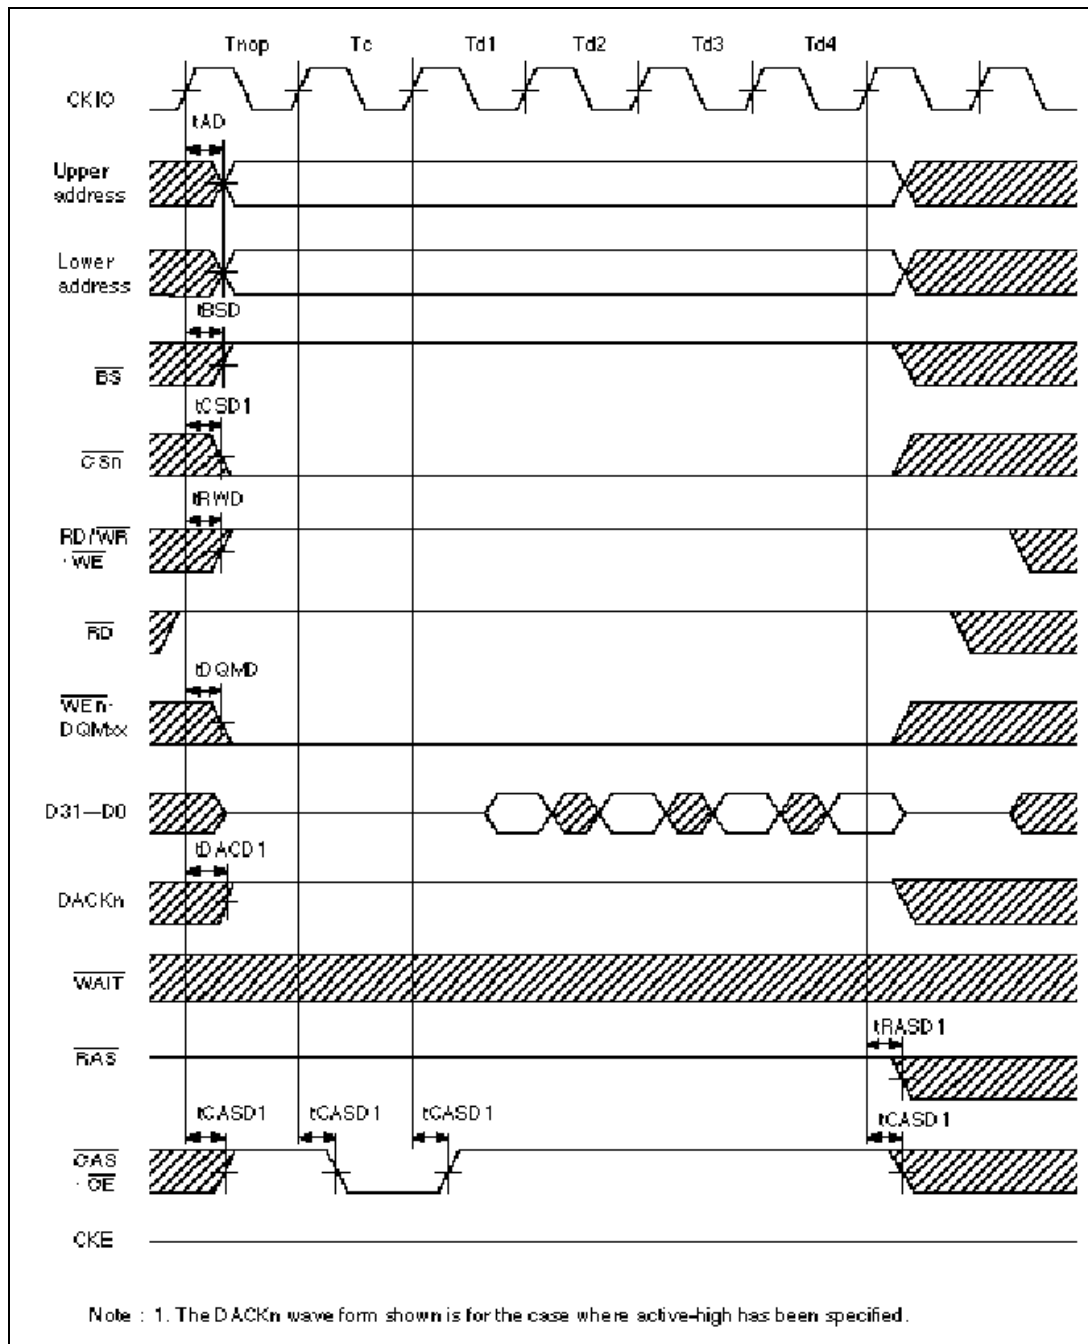 Tnop Tc Td1 Td2 Td3 Td4
CKIO
tAD
Upper
address
Lower
address
tBSD
BS
tCSD1
CSn
tRWD
RD/WR
·WE
RD
tDQMD
WEn·
DQMxx
D31—D0
tDACD1
DACKn
WAIT
tRASD1
RAS
tCASD1 tCASD1 tCASD1 tCASD1
CAS
·OE
CKE
Note : 1. The DACKn wave form shown is for the case where active-high has been specified.